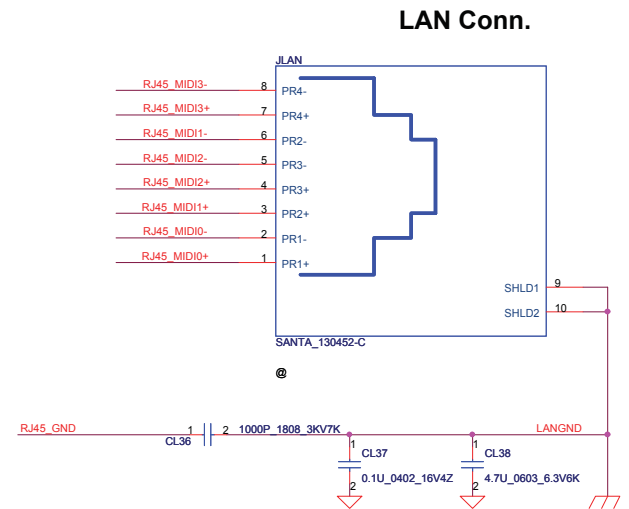 LAN Conn.
JLAN
RJ45_MIDI3- 8 PR4-
RJ45_MIDI3+ 7 PR4+
RJ45_MIDI1- 6 PR2-
RJ45_MIDI2- 5 PR3-
RJ45_MIDI2+ 4 PR3+
RJ45_MIDI1+ 3 PR2+
RJ45_MIDI0- 2 PR1-
RJ45_MIDI0+ 1 PR1+
SHLD1 9
SHLD2 10
SANTA_130452-C
@
RJ45_GND 1 2 1000P_1808_3KV7K LANGND
CL36
1 1
CL37 CL38
0.1U_0402_16V4Z 4.7U_0603_6.3V6K
2 2